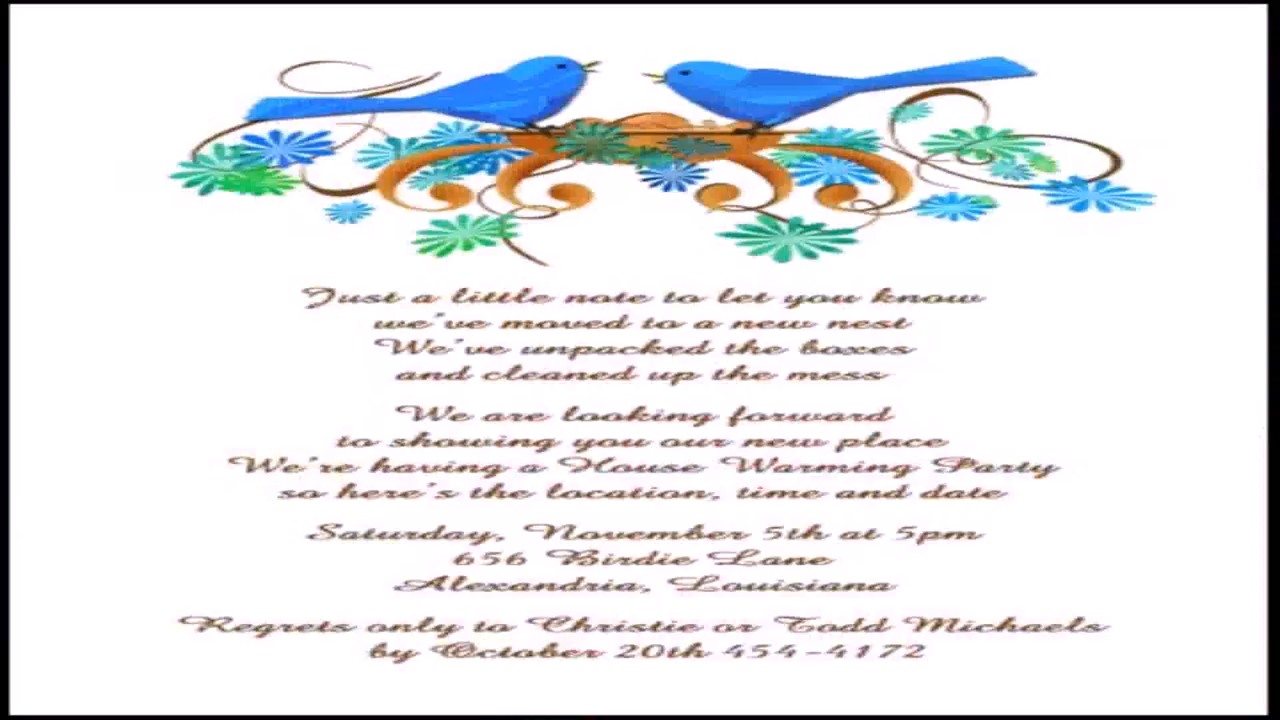 Just a little note to let you know
we've moved to a new nest
We've unpacked the boxes
and cleaned up the mess
We are looking forward
to showing you our new place
We're having a House Warming Party
so here's the location, time and date
Saturday, November 5th at 5pm
656 Birdie Lane
Alexandria, Louisiana
Regrets only to Christie or Todd Michaels
by October 20th 454-4172